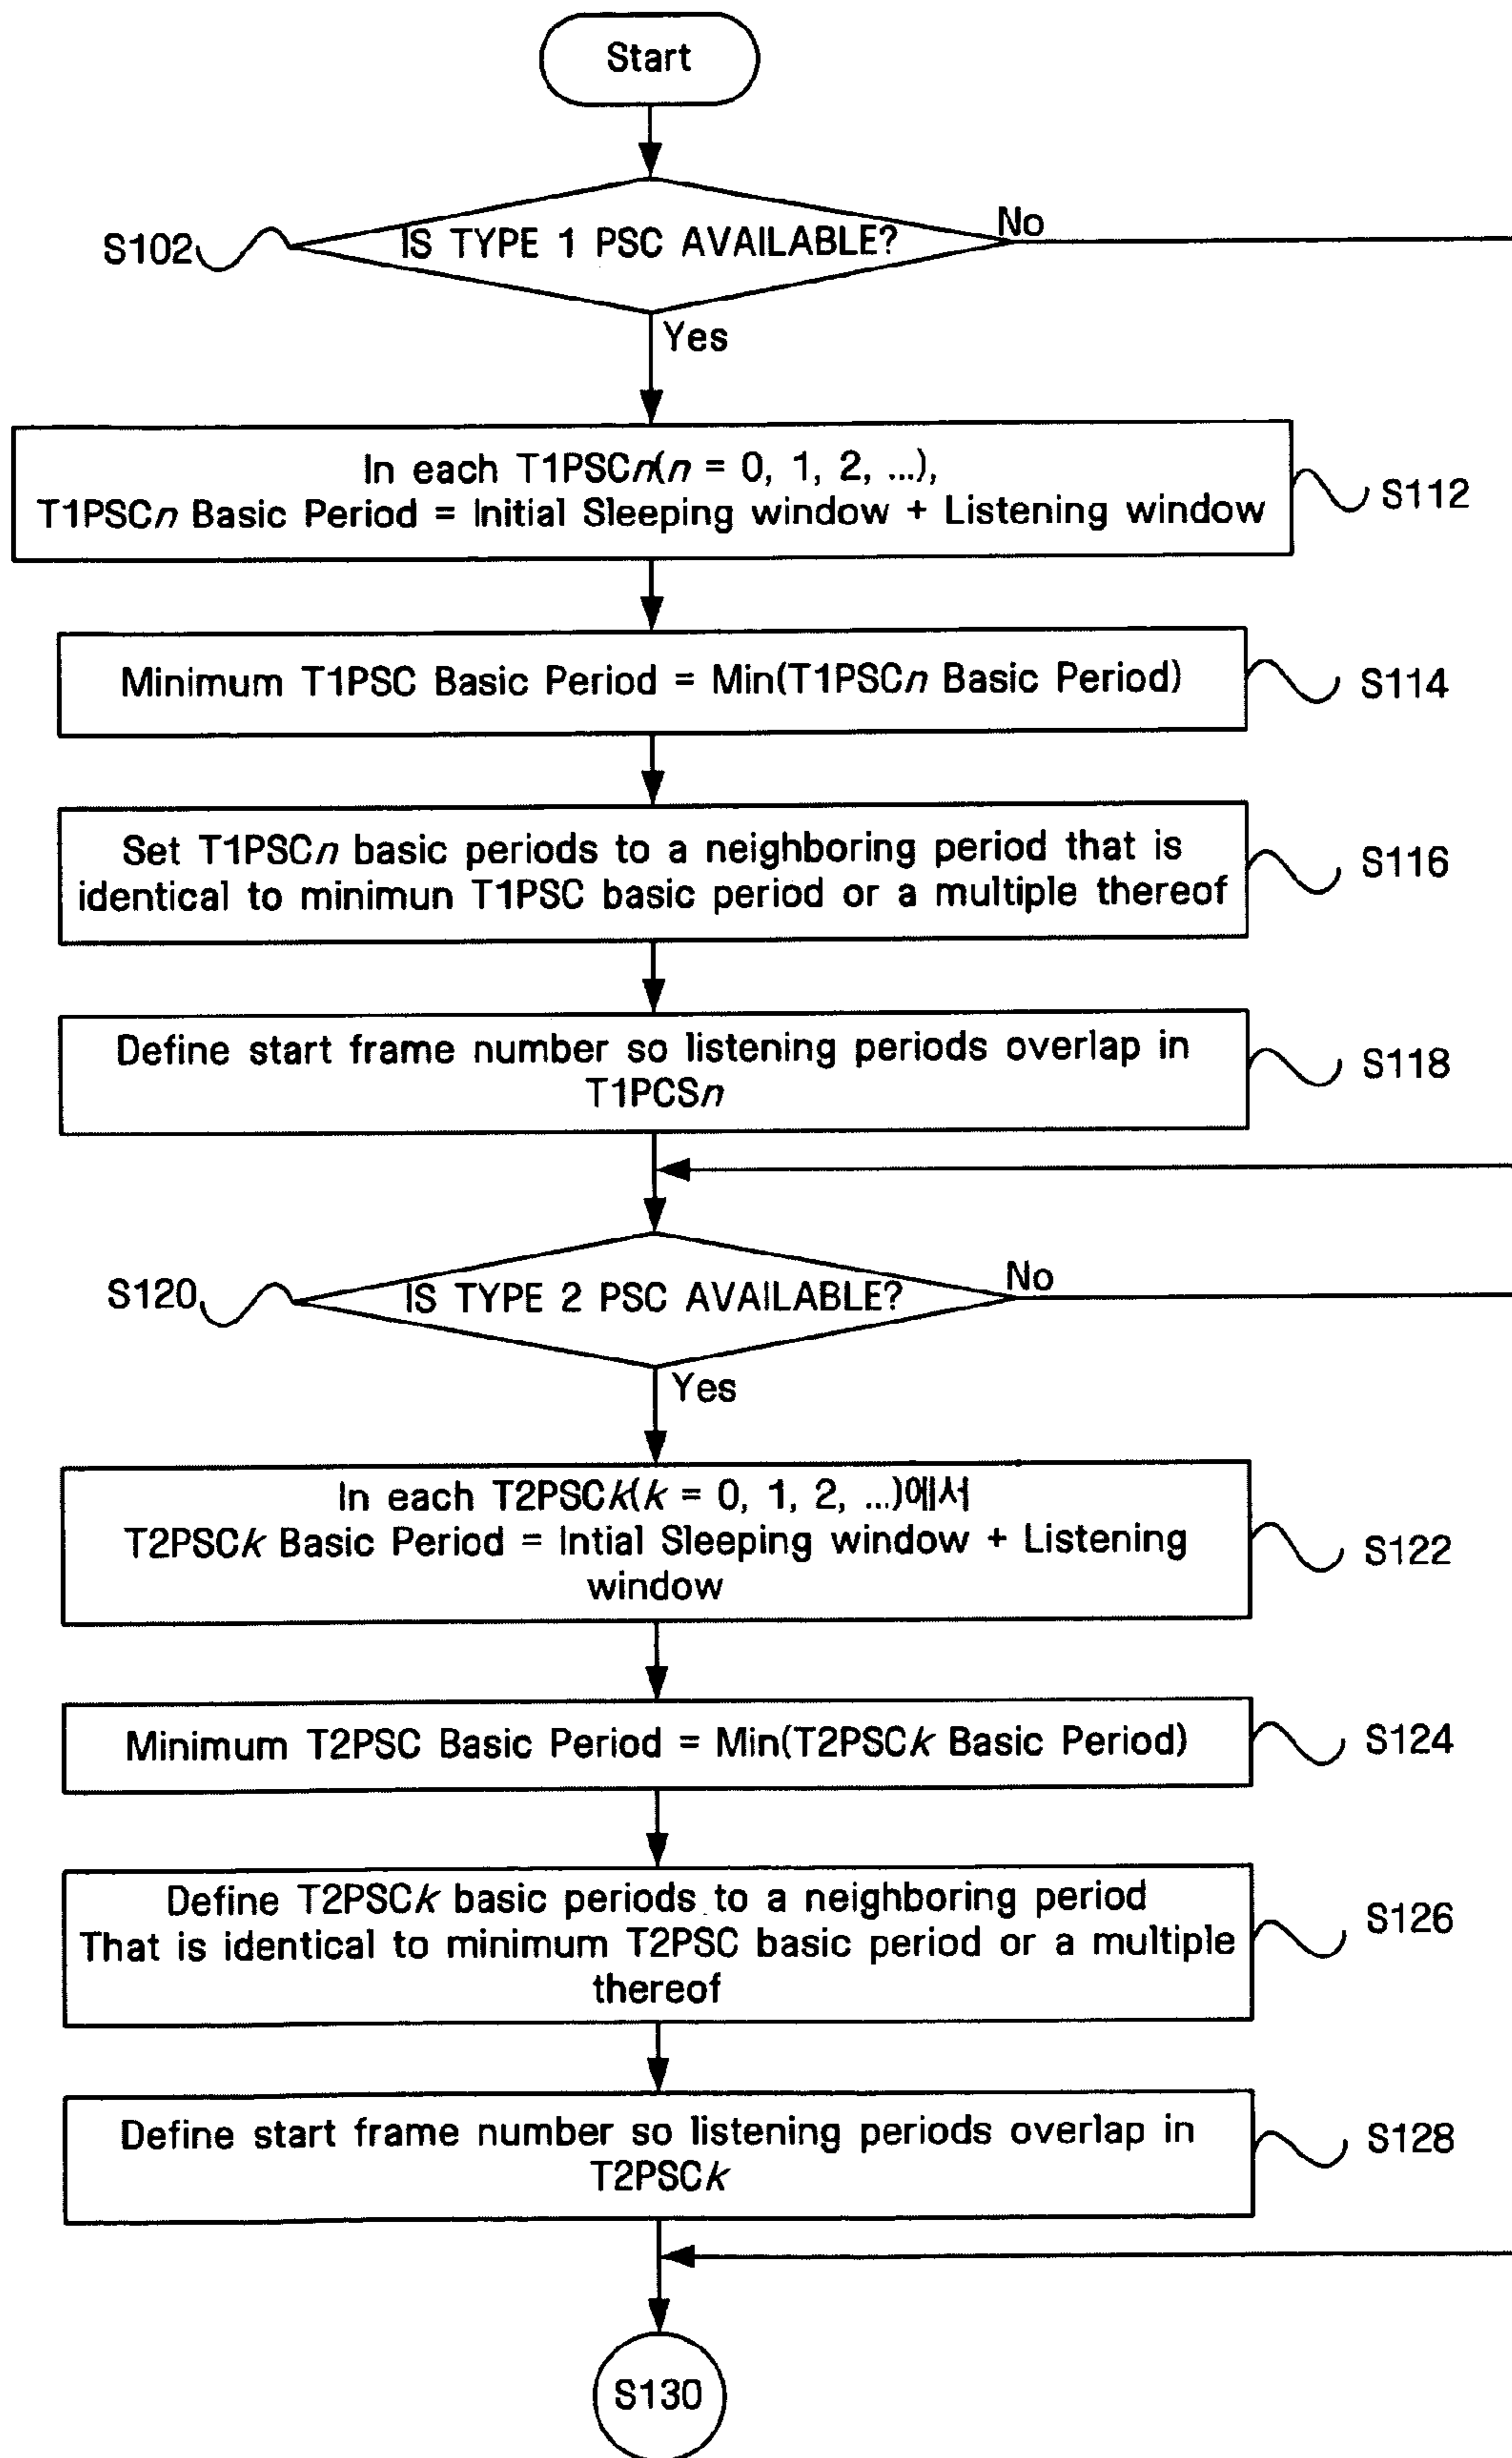 Start
S102
IS TYPE 1 PSC AVAILABLE?
No
Yes
In each T1PSCn(n = 0, 1, 2, ...),
T1PSCn Basic Period = Initial Sleeping window + Listening window
S112
Minimum T1PSC Basic Period = Min(T1PSCn Basic Period)
S114
Set T1PSCn basic periods to a neighboring period that is
identical to minimun T1PSC basic period or a multiple thereof
S116
Define start frame number so listening periods overlap in
T1PCSn
S118
S120
IS TYPE 2 PSC AVAILABLE?
No
Yes
In each T2PSCk(k = 0, 1, 2, ...)에서
T2PSCk Basic Period = Intial Sleeping window + Listening
window
S122
Minimum T2PSC Basic Period = Min(T2PSCk Basic Period)
S124
Define T2PSCk basic periods to a neighboring period
That is identical to minimum T2PSC basic period or a multiple
thereof
S126
Define start frame number so listening periods overlap in
T2PSCk
S128
S130